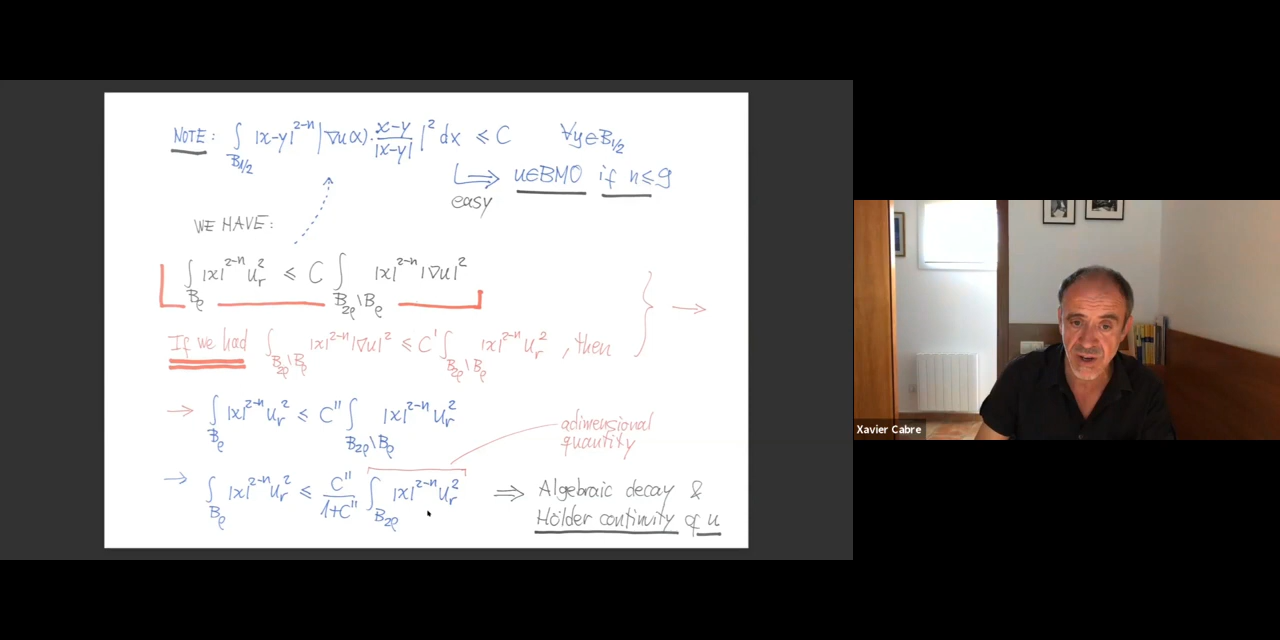 NOTE: ∫_{B_{1/2}} |x-y|^{2-n} |∇u(x)·\frac{x-y}{|x-y|}|^2 dx ≤ C ∀y∈B_{1/2}
↳⇒ u∈BMO if n≤9
easy
WE HAVE:
∫_{B_ρ} |x|^{2-n} u_r^2 ≤ C ∫_{B_{2ρ}\B_ρ} |x|^{2-n} |∇u|^2
If we had ∫_{B_{2ρ}\B_ρ} |x|^{2-n} |∇u|^2 ≤ C' ∫_{B_{2ρ}\B_ρ} |x|^{2-n} u_r^2, then } →
→ ∫_{B_ρ} |x|^{2-n} u_r^2 ≤ C'' ∫_{B_{2ρ}\B_ρ} |x|^{2-n} u_r^2
adimensional
quantity
→ ∫_{B_ρ} |x|^{2-n} u_r^2 ≤ \frac{C''}{1+C''} ∫_{B_{2ρ}} |x|^{2-n} u_r^2 ⇒ Algebraic decay &
Hölder continuity of u
Xavier Cabre